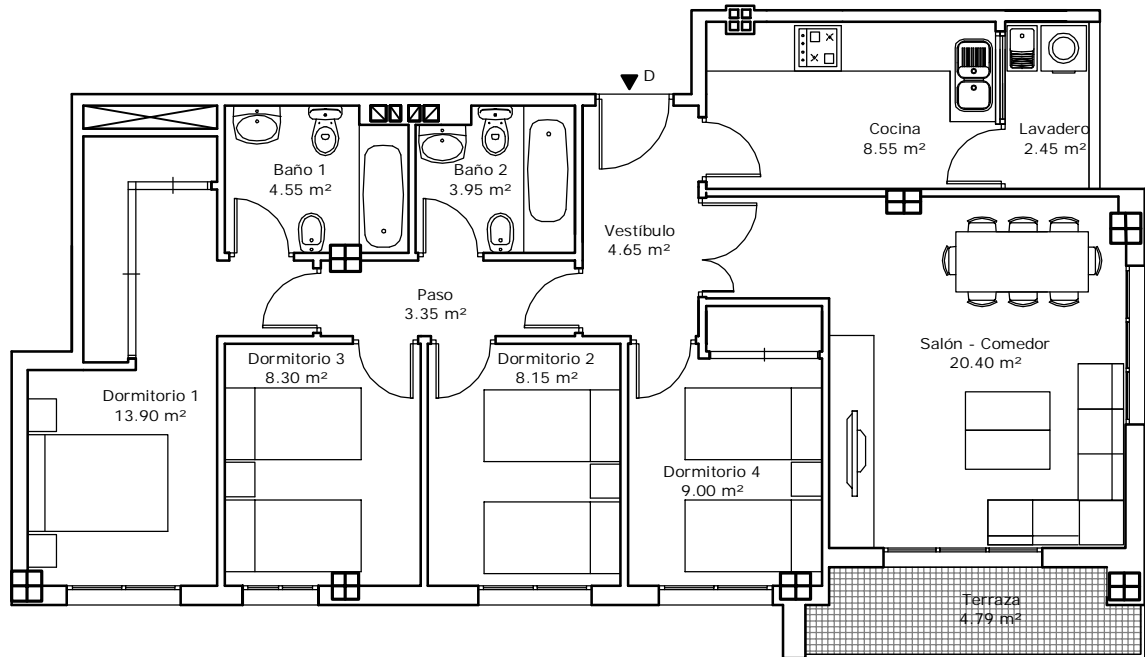 D
Cocina
8.55 m²
Lavadero
2.45 m²
Baño 1
4.55 m²
Baño 2
3.95 m²
Vestíbulo
4.65 m²
Paso
3.35 m²
Salón - Comedor
20.40 m²
Dormitorio 3
8.30 m²
Dormitorio 2
8.15 m²
Dormitorio 1
13.90 m²
Dormitorio 4
9.00 m²
Terraza
4.79 m²